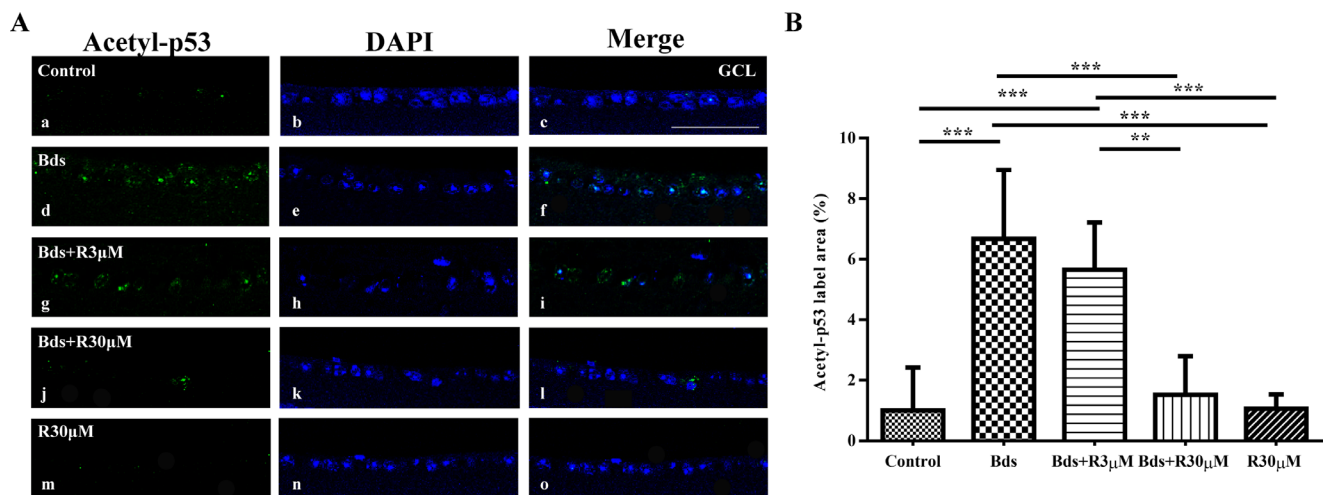 A
Acetyl-p53 DAPI Merge
Control GCL
a b c
Bds
d e f
Bds+R3μM
g h i
Bds+R30μM
j k l
R30μM
m n o
B
***
*** ***
***
*** **
Acetyl-p53 label area (%)
10
8
6
4
2
0
Control Bds Bds+R3μM Bds+R30μM R30μM